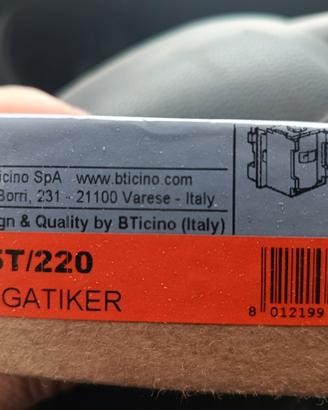 icino SpA www.bticino.com
Borri, 231 - 21100 Varese - Italy
gn & Quality by BTicino (Italy)
5T/220
GATIKER
8 012199